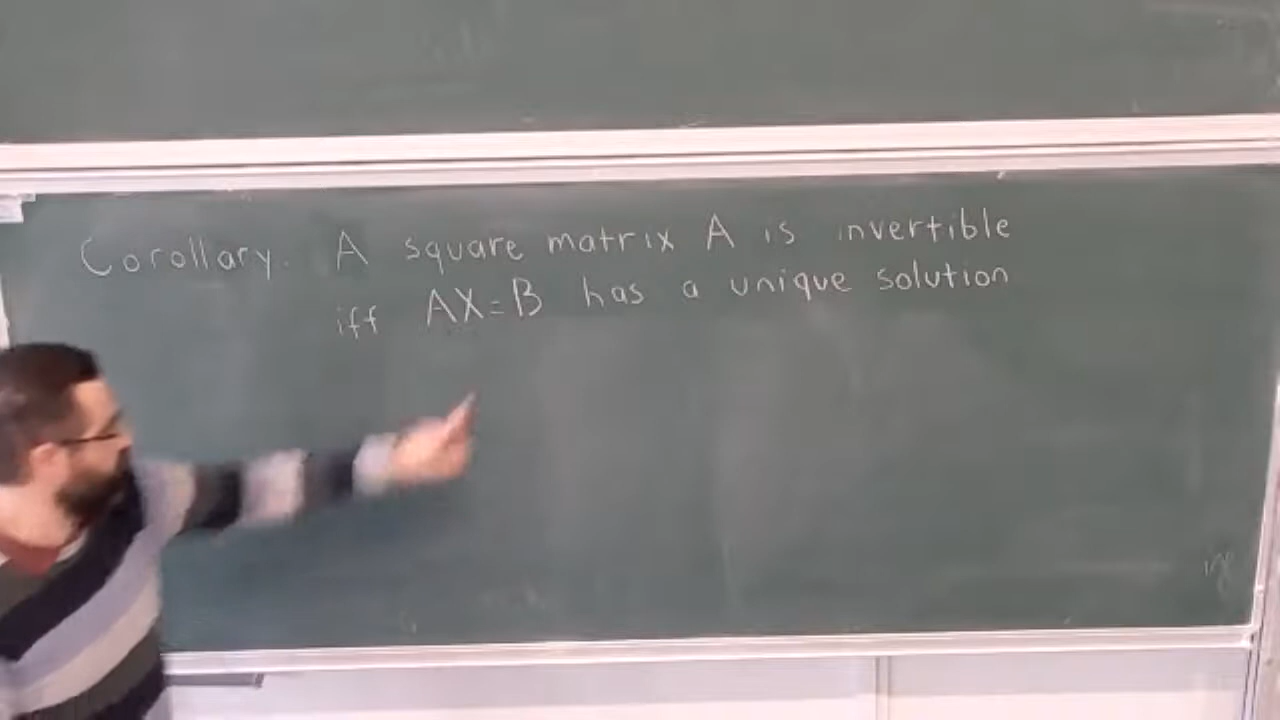 Corollary. A square matrix A is invertible
iff AX=B has a unique solution